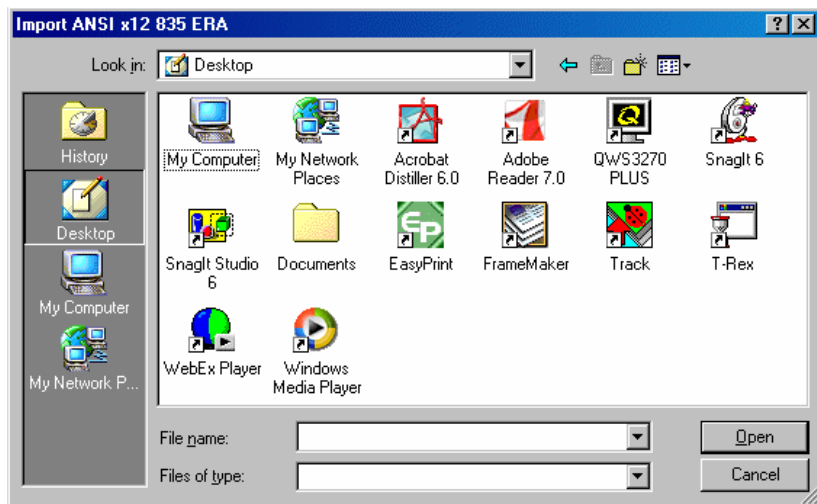 Import ANSI x12 835 ERA
Look in:
Desktop
History
Desktop
My Computer
My Network P...
My Computer
My Network Places
Acrobat Distiller 6.0
Adobe Reader 7.0
QWS3270 PLUS
SnagIt 6
SnagIt Studio 6
Documents
EasyPrint
FrameMaker
Track
T-Rex
WebEx Player
Windows Media Player
File name:
Open
Files of type:
Cancel